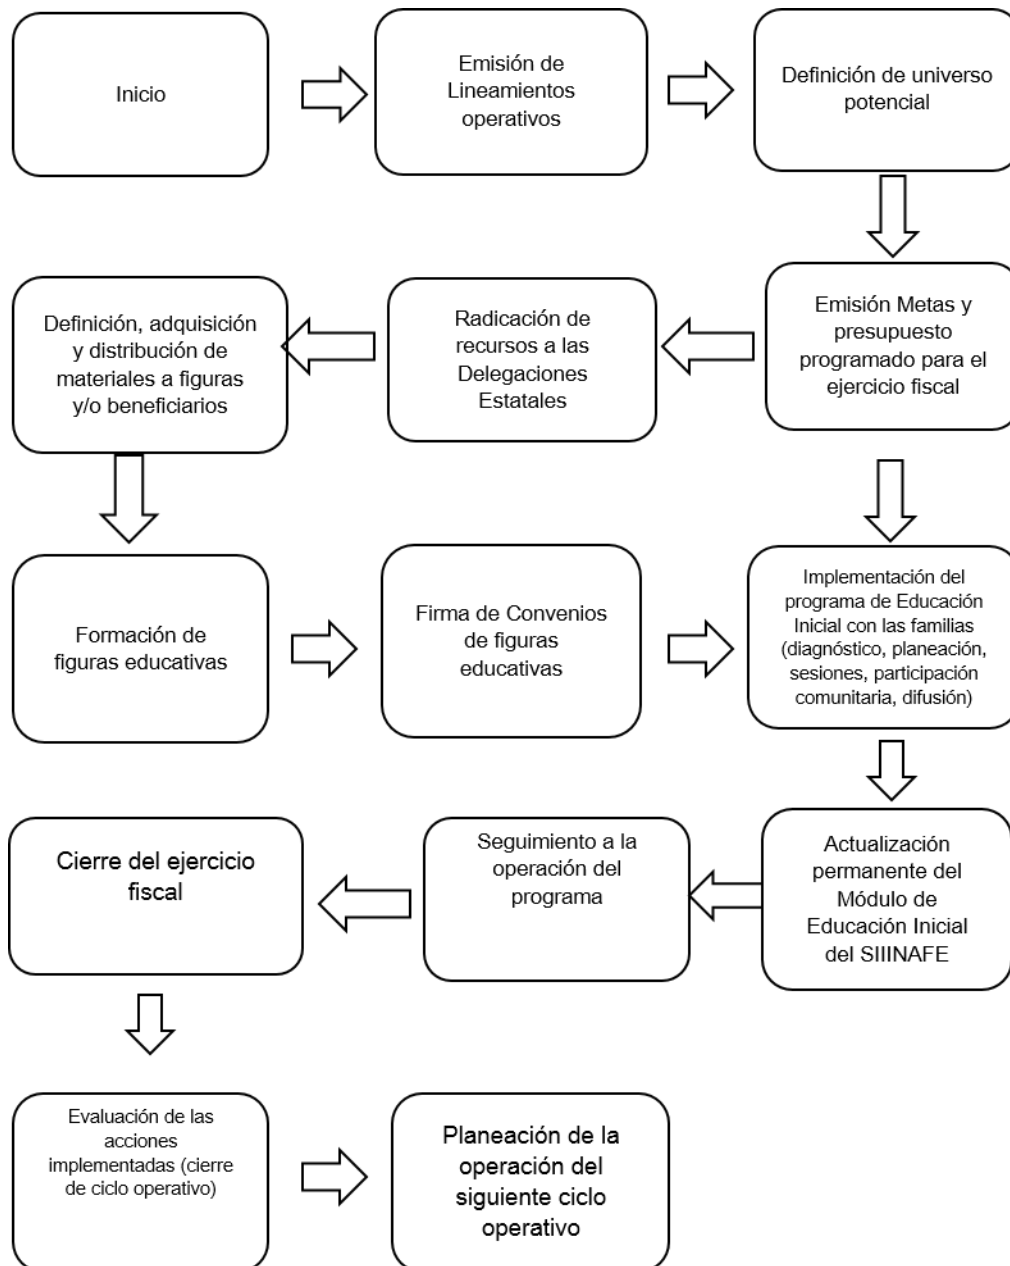 Inicio
Emisión de
Lineamientos
operativos
Definición de universo
potencial
Emisión Metas y
presupuesto
programado para el
ejercicio fiscal
Radicación de
recursos a las
Delegaciones
Estatales
Definición, adquisición
y distribución de
materiales a figuras
y/o beneficiarios
Formación de
figuras educativas
Firma de Convenios
de figuras
educativas
Implementación del
programa de Educación
Inicial con las familias
(diagnóstico, planeación,
sesiones, participación
comunitaria, difusión)
Actualización
permanente del
Módulo de
Educación Inicial
del SIIINAFE
Seguimiento a la
operación del
programa
Cierre del ejercicio
fiscal
Evaluación de las
acciones
implementadas (cierre
de ciclo operativo)
Planeación de la
operación del
siguiente ciclo
operativo